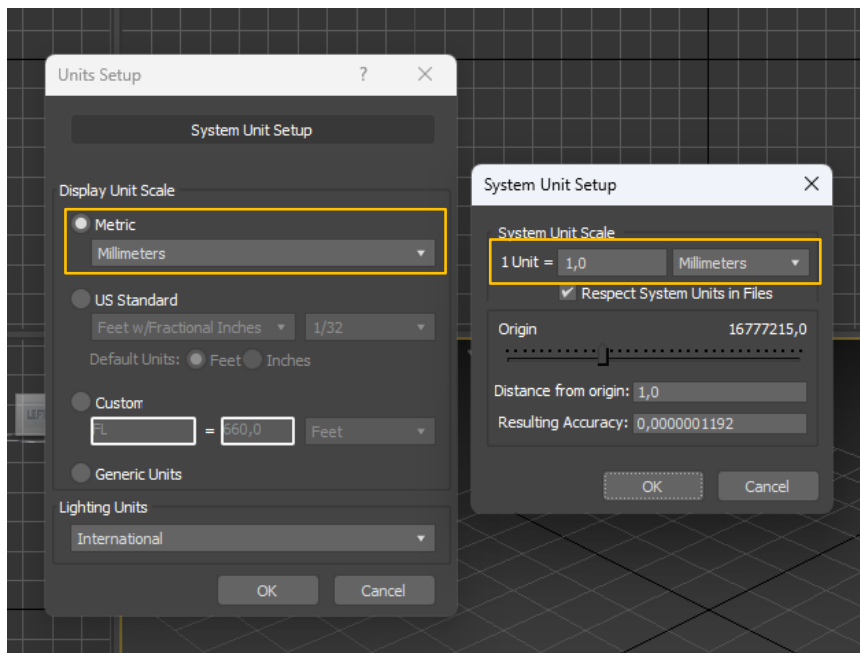 Units Setup ? ×
System Unit Setup
Display Unit Scale
Metric
Millimeters
US Standard
Feet w/Fractional Inches 1/32
Default Units: Feet Inches
Custom
FL = 660,0 Feet
Generic Units
Lighting Units
International
OK Cancel
System Unit Setup ×
System Unit Scale
1 Unit = 1,0 Millimeters
Respect System Units in Files
Origin 16777215,0
Distance from origin: 1,0
Resulting Accuracy: 0,0000001192
OK Cancel